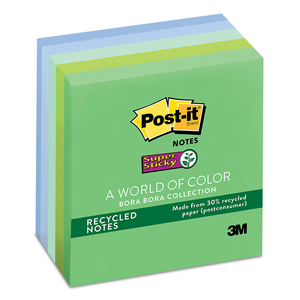 Post-it
Brand
NOTES
Super
Sticky
A WORLD OF COLOR
BORA BORA COLLECTION
RECYCLED
NOTES
Made from 30% recycled
paper (postconsumer)
3M